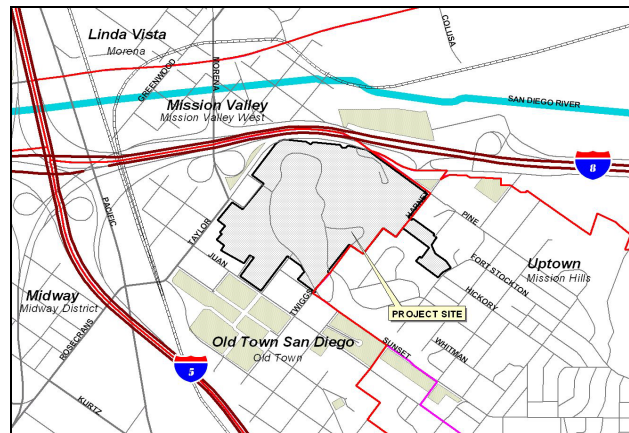 COLUSA
Linda Vista
Morena
GREENWOOD
MORENA
Mission Valley
Mission Valley West
SAN DIEGO RIVER
8
PACIFIC
TAYLOR
HARNEY
PINE
JUAN
FORT STOCKTON
Uptown
Mission Hills
HICKORY
Midway
Midway District
TWIGGS
PROJECT SITE
ROSECRANS
Old Town San Diego
Old Town
SUNSET
WHITMAN
5
KURTZ